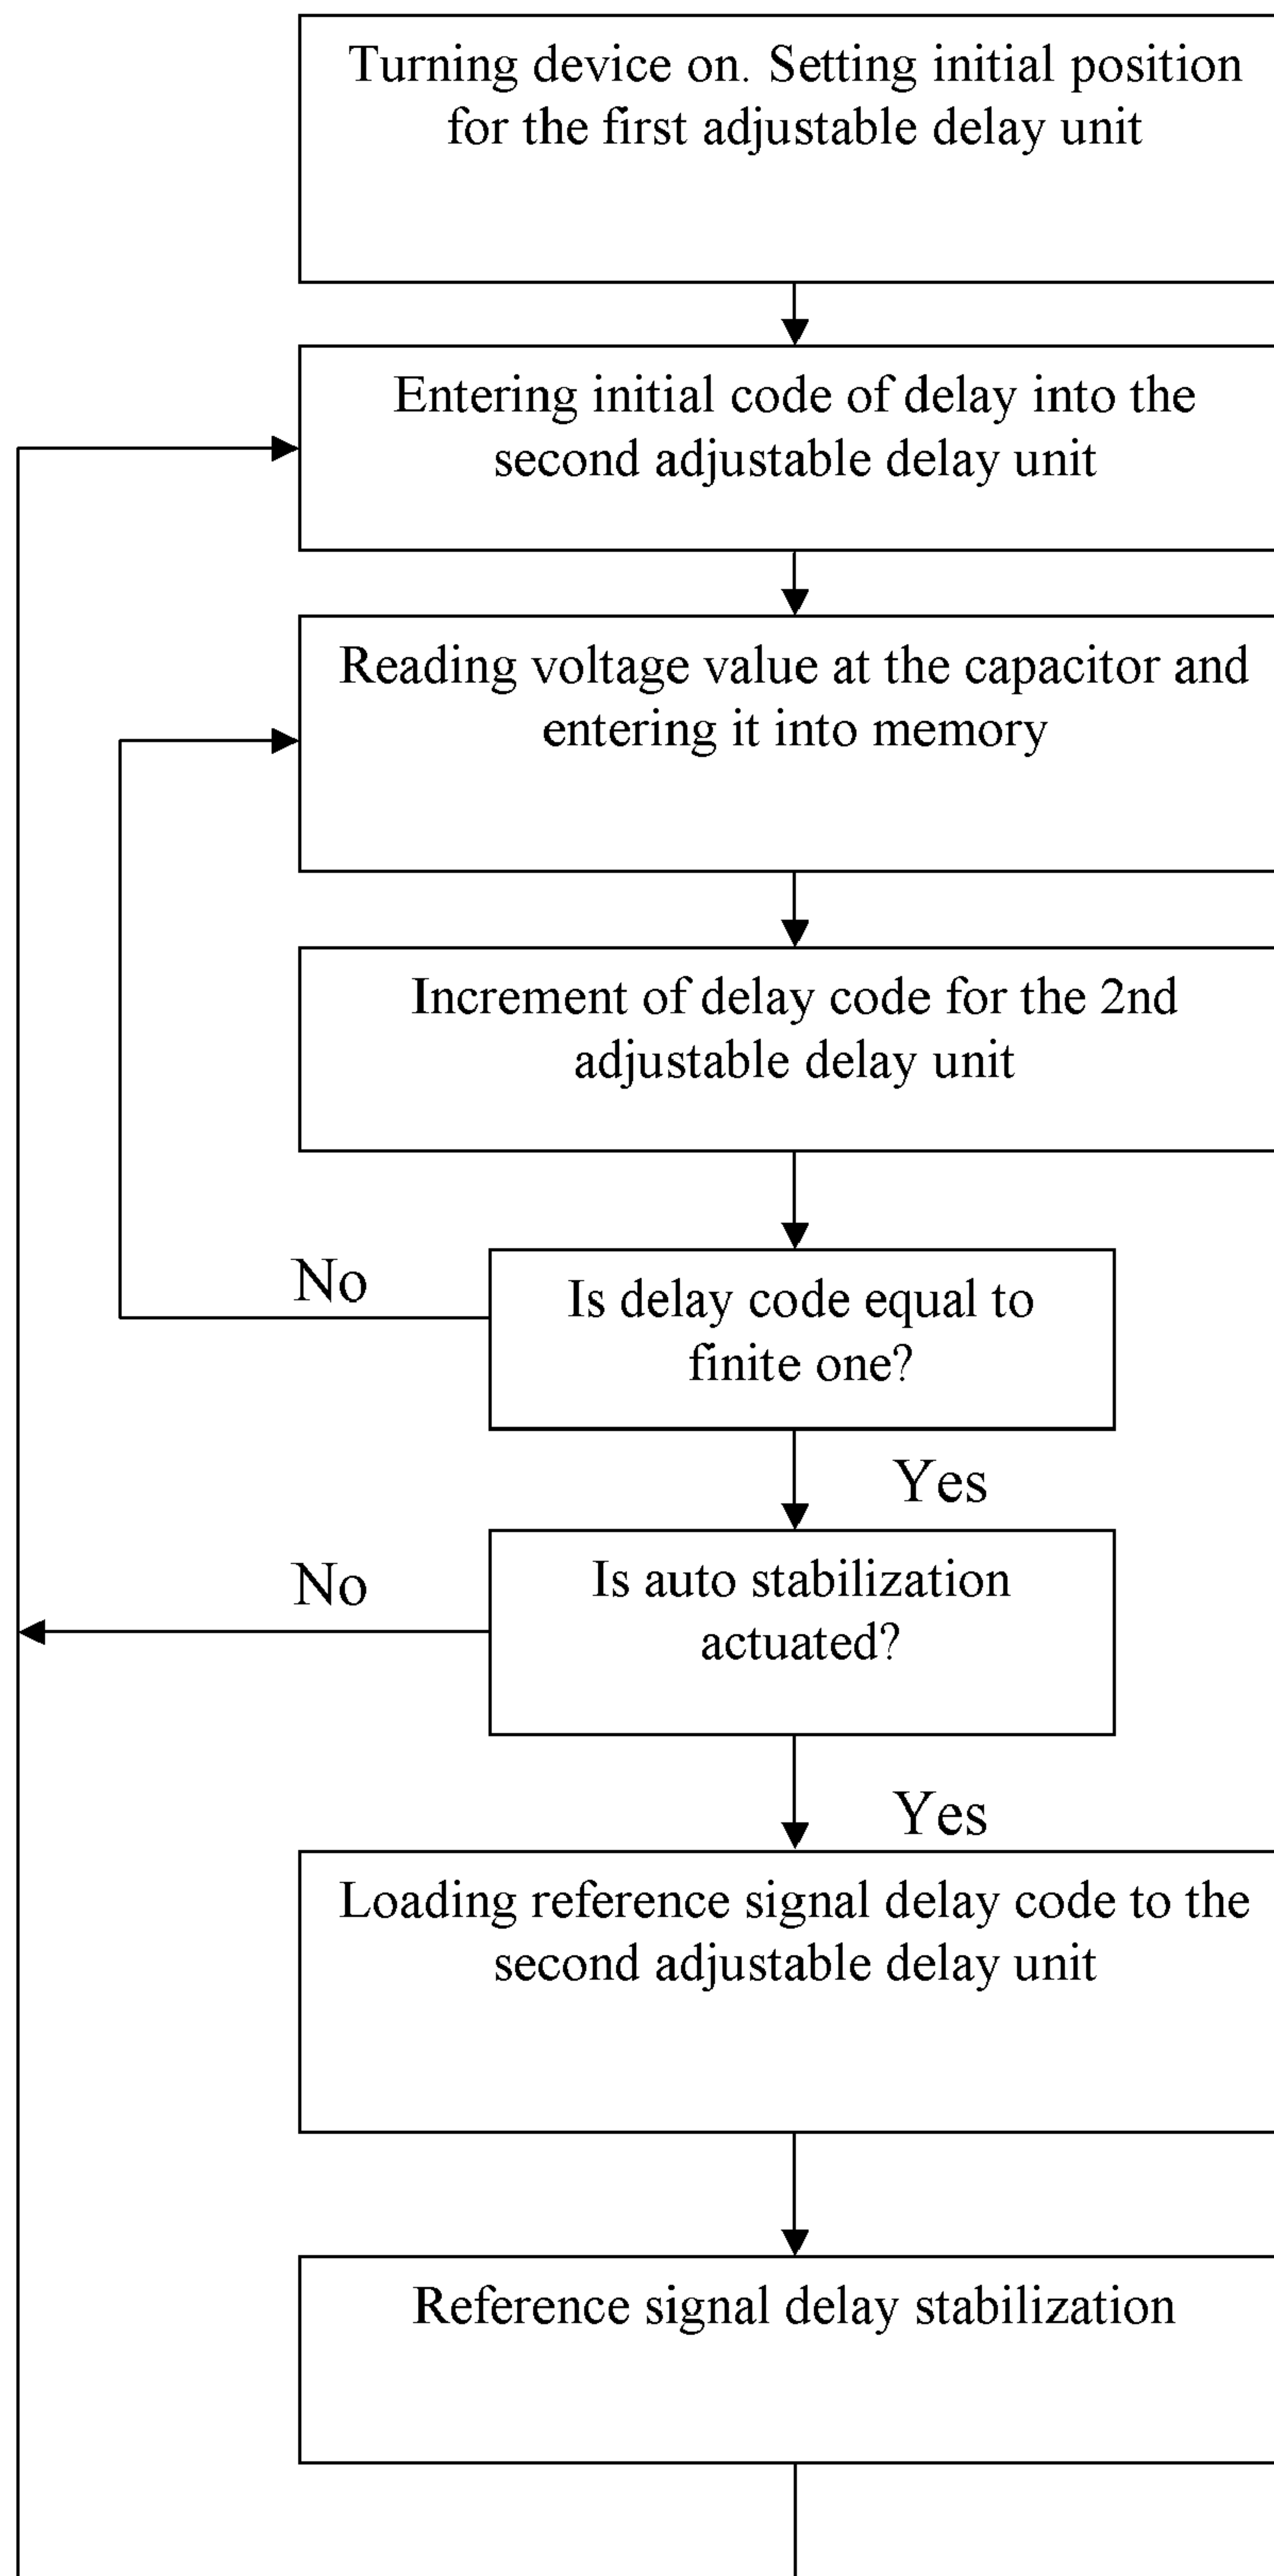 Turning device on. Setting initial position
for the first adjustable delay unit
Entering initial code of delay into the
second adjustable delay unit
Reading voltage value at the capacitor and
entering it into memory
Increment of delay code for the 2nd
adjustable delay unit
No
Is delay code equal to
finite one?
Yes
No
Is auto stabilization
actuated?
Yes
Loading reference signal delay code to the
second adjustable delay unit
Reference signal delay stabilization